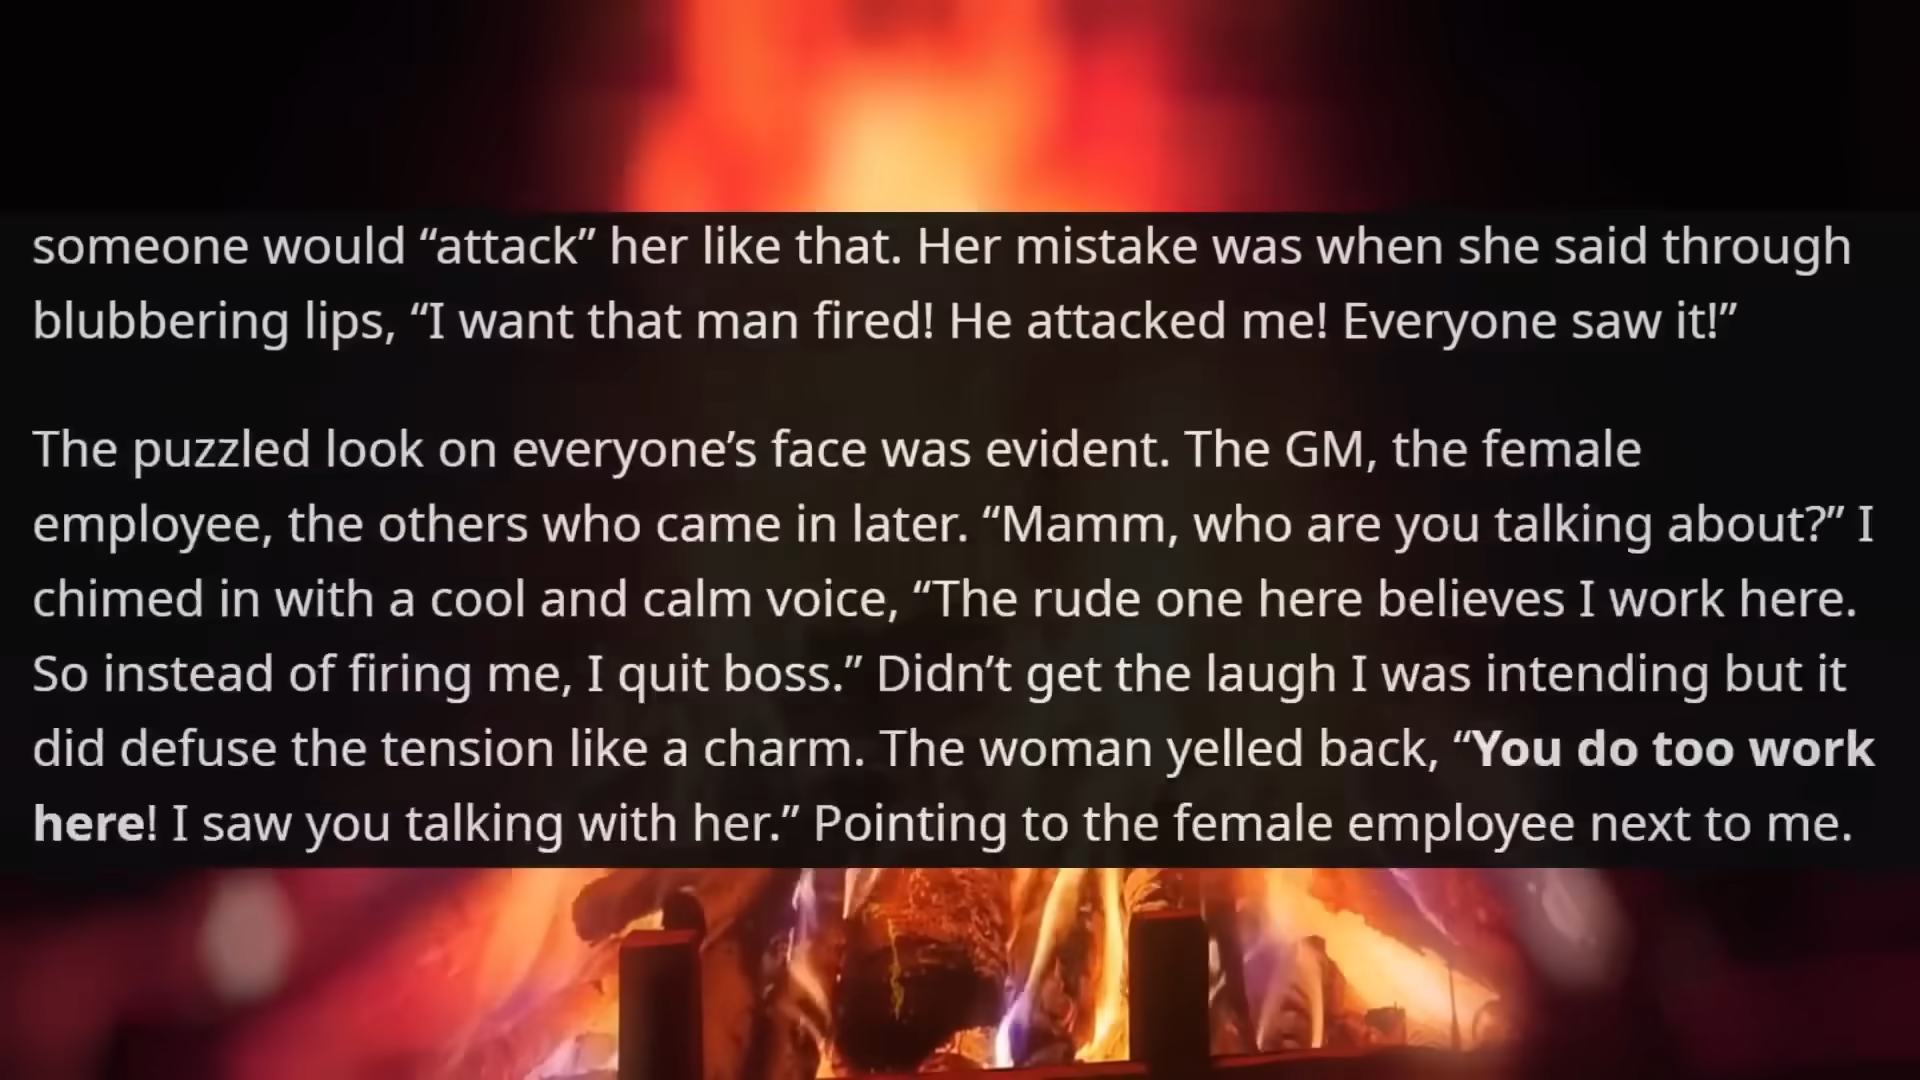 someone would “attack” her like that. Her mistake was when she said through
blubbering lips, “I want that man fired! He attacked me! Everyone saw it!”
The puzzled look on everyone’s face was evident. The GM, the female
employee, the others who came in later. “Mamm, who are you talking about?” I
chimed in with a cool and calm voice, “The rude one here believes I work here.
So instead of firing me, I quit boss.” Didn’t get the laugh I was intending but it
did defuse the tension like a charm. The woman yelled back, “You do too work
here! I saw you talking with her.” Pointing to the female employee next to me.